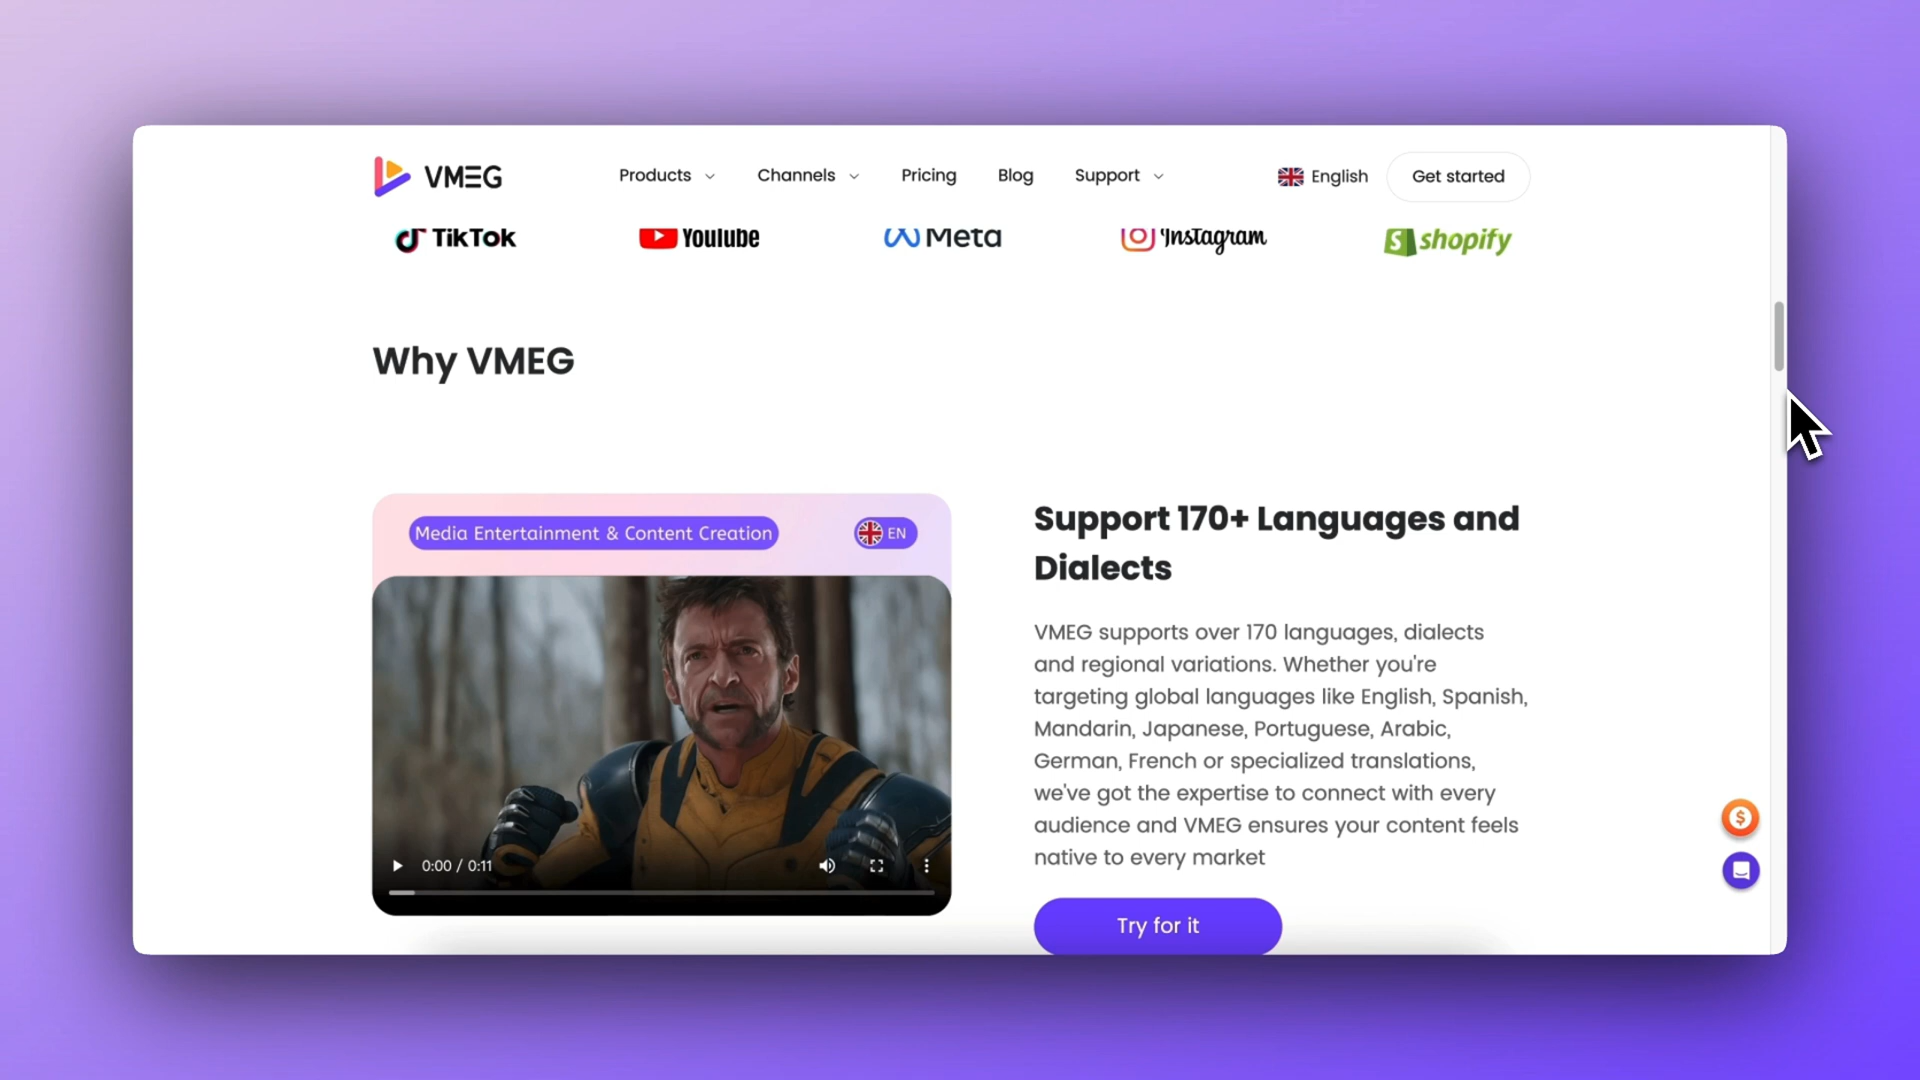 VMEG
Products
Channels
Pricing
Blog
Support
English
Get started
TikTok
YouTube
Meta
Instagram
shopify
Why VMEG
Media Entertainment & Content Creation
EN
0:00 / 0:11
Support 170+ Languages and
Dialects
VMEG supports over 170 languages, dialects
and regional variations. Whether you're
targeting global languages like English, Spanish,
Mandarin, Japanese, Portuguese, Arabic,
German, French or specialized translations,
we've got the expertise to connect with every
audience and VMEG ensures your content feels
native to every market
Try for it